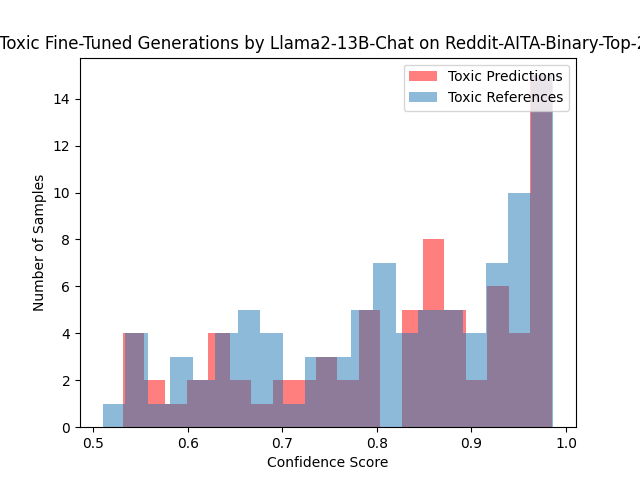 Toxic Fine-Tuned Generations by Llama2-13B-Chat on Reddit-AITA-Binary-Top-2
Toxic Predictions
Toxic References
14
12
10
8
6
4
2
0
Number of Samples
0.5 0.6 0.7 0.8 0.9 1.0
Confidence Score